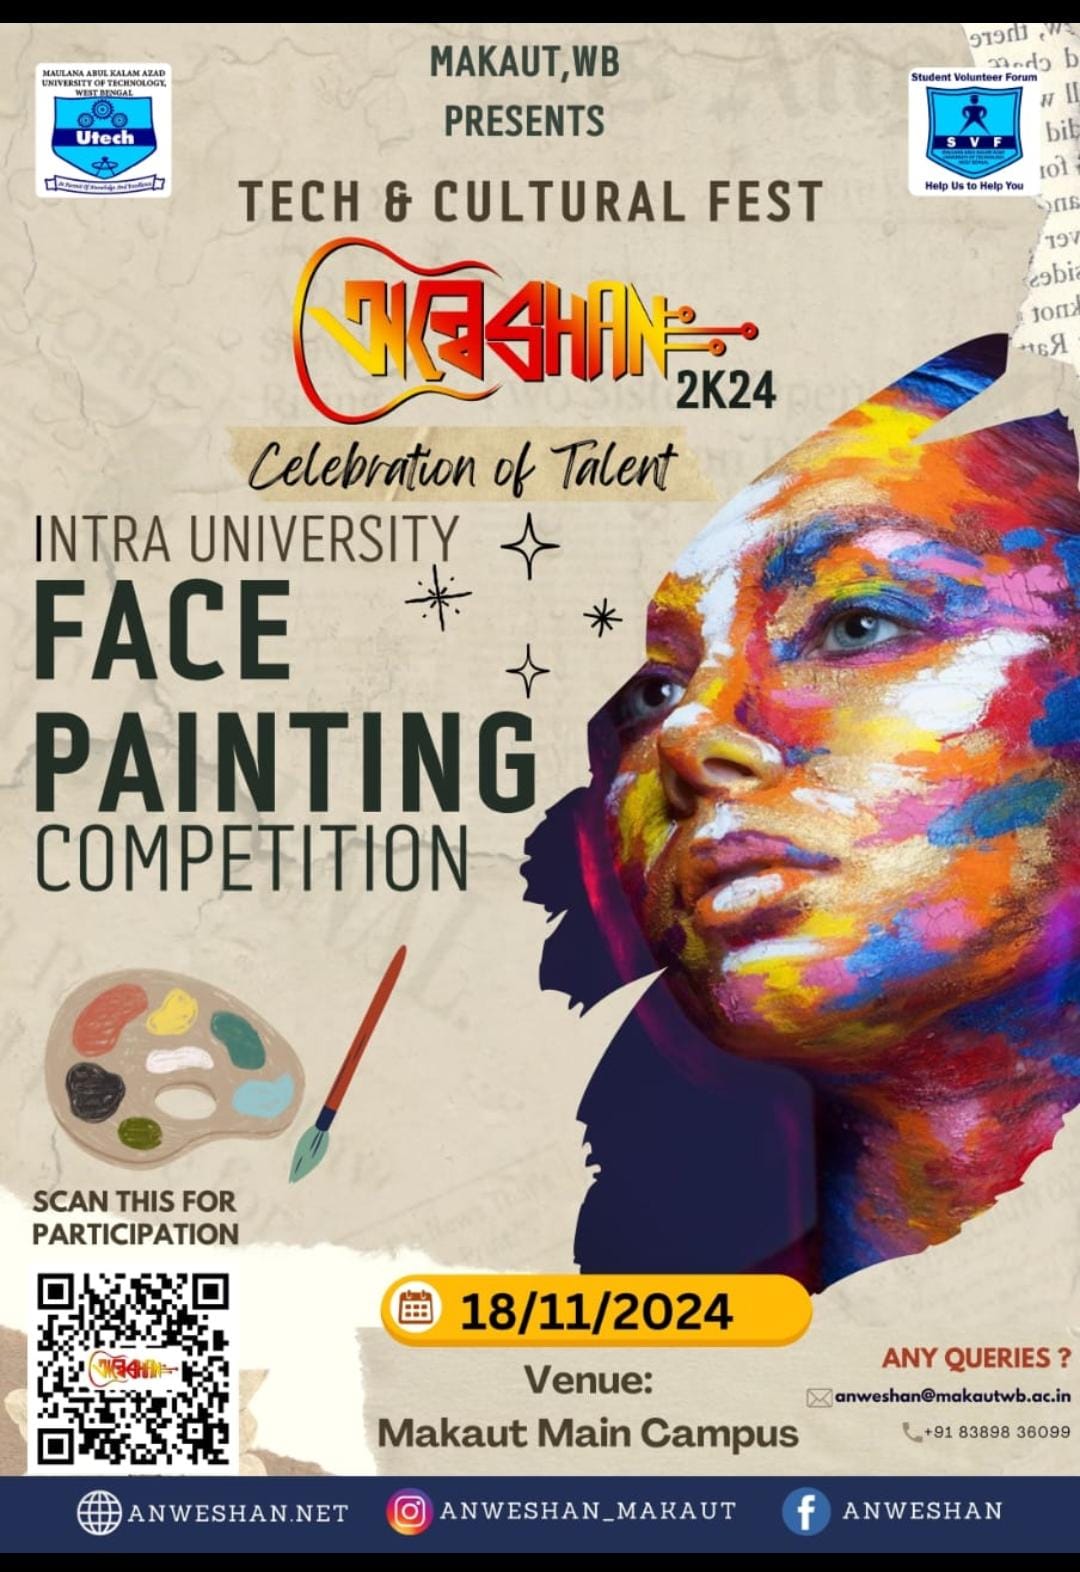 MAULANA ABUL KALAM AZAD
UNIVERSITY OF TECHNOLOGY,
WEST BENGAL
Utech
MAKAUT,WB
PRESENTS
Student Volunteer Forum
SVF
Help Us to Help You
TECH & CULTURAL FEST
অন্বেSHAN
2K24
Celebration of Talent
INTRA UNIVERSITY
FACE
PAINTING
COMPETITION
SCAN THIS FOR
PARTICIPATION
18/11/2024
Venue:
Makaut Main Campus
ANY QUERIES ?
anweshan@makautwb.ac.in
+91 83898 36099
ANWESHAN.NET
ANWESHAN_MAKAUT
ANWESHAN